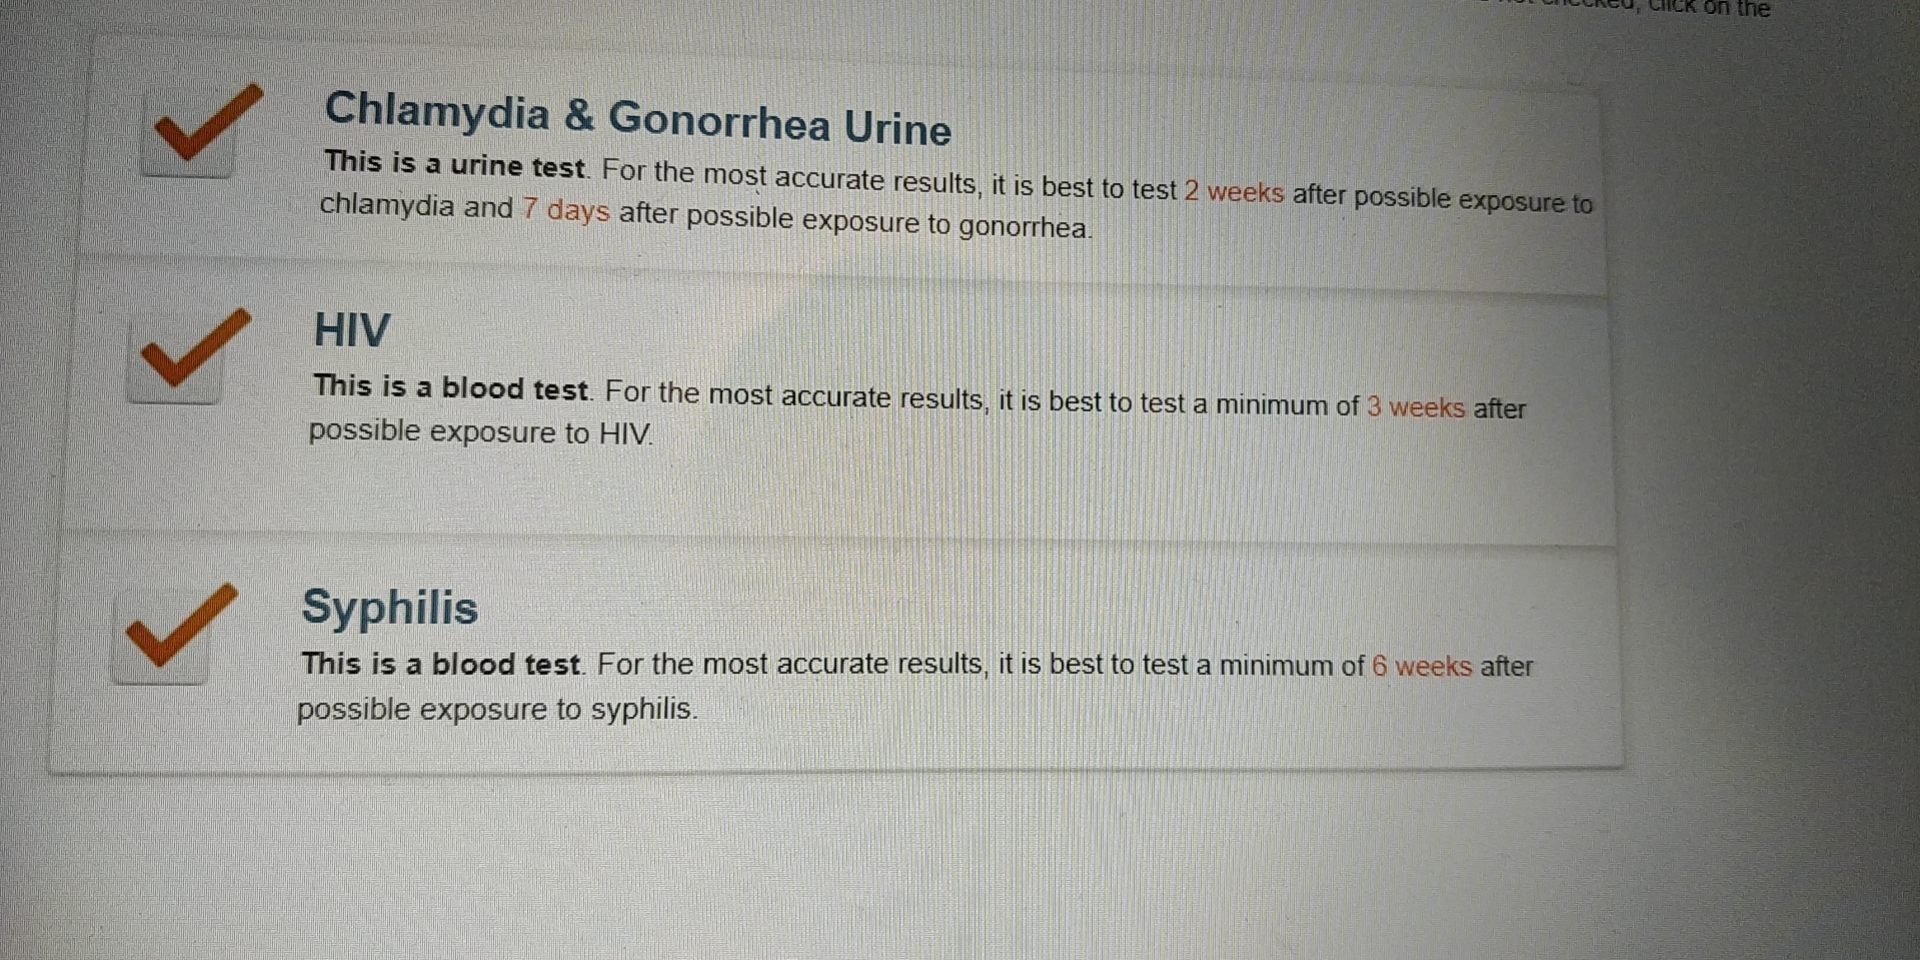 checked, click on the
Chlamydia & Gonorrhea Urine
This is a urine test. For the most accurate results, it is best to test 2 weeks after possible exposure to
chlamydia and 7 days after possible exposure to gonorrhea.
HIV
This is a blood test. For the most accurate results, it is best to test a minimum of 3 weeks after
possible exposure to HIV.
Syphilis
This is a blood test. For the most accurate results, it is best to test a minimum of 6 weeks after
possible exposure to syphilis.